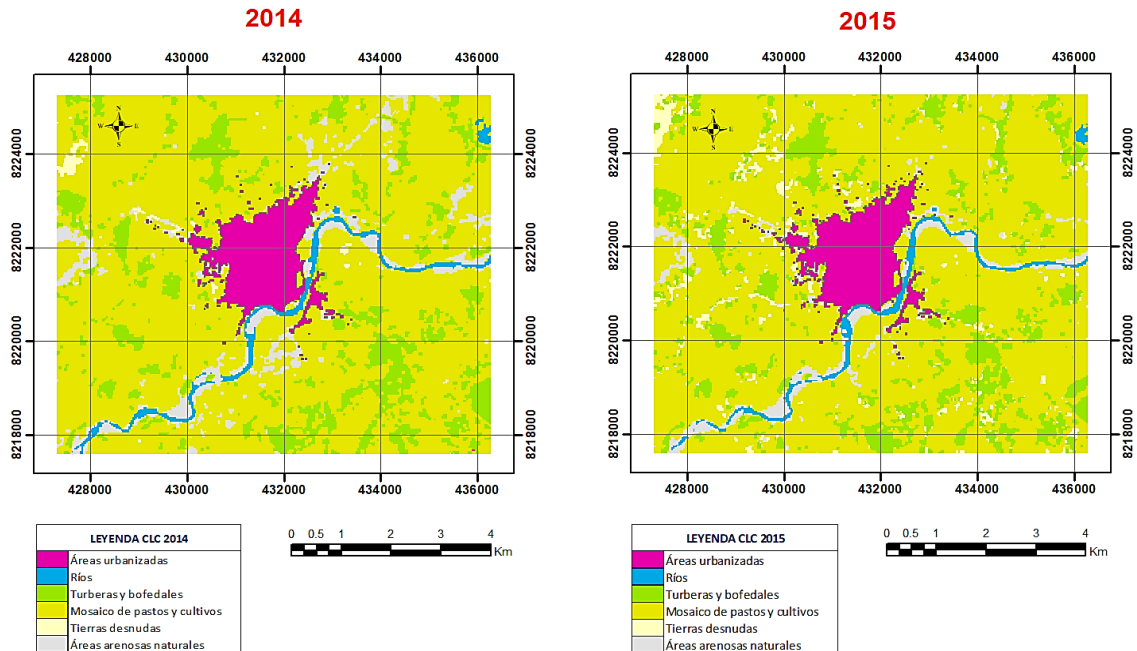 2014
2015
428000 430000 432000 434000 436000
428000 430000 432000 434000 436000
N
W E
S
N
W E
S
8224000
8222000
8220000
8218000
8224000
8222000
8220000
8218000
8224000
8222000
8220000
8218000
428000 430000 432000 434000 436000
428000 430000 432000 434000 436000
LEYENDA CLC 2014
Áreas urbanizadas
Ríos
Turberas y bofedales
Mosaico de pastos y cultivos
Tierras desnudas
Áreas arenosas naturales
0 0.5 1 2 3 4
Km
LEYENDA CLC 2015
Áreas urbanizadas
Ríos
Turberas y bofedales
Mosaico de pastos y cultivos
Tierras desnudas
Áreas arenosas naturales
0 0.5 1 2 3 4
Km